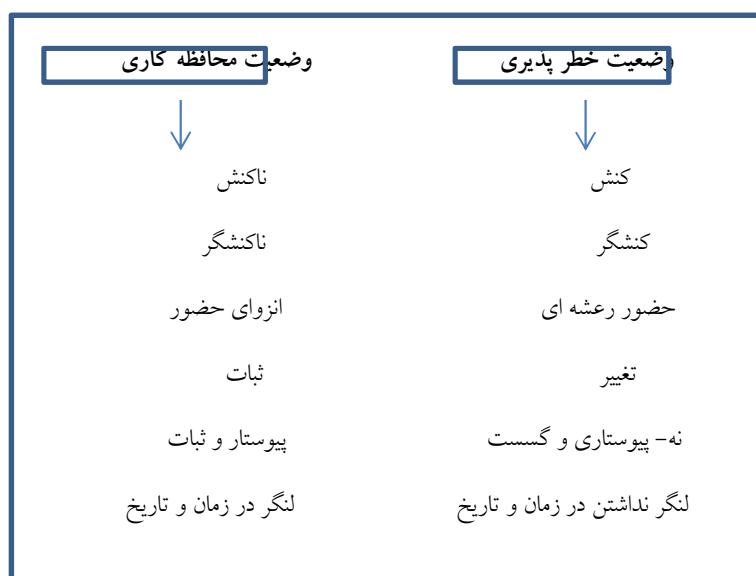 وضعیت خطر پذیری
وضعیت محافظه کاری
کنش
ناکنش
کنشگر
ناکنشگر
حضور رعشه ای
انزوای حضور
تغییر
ثبات
نه- پیوستاری و گسست
پیوستار و ثبات
لنگر نداشتن در زمان و تاریخ
لنگر در زمان و تاریخ